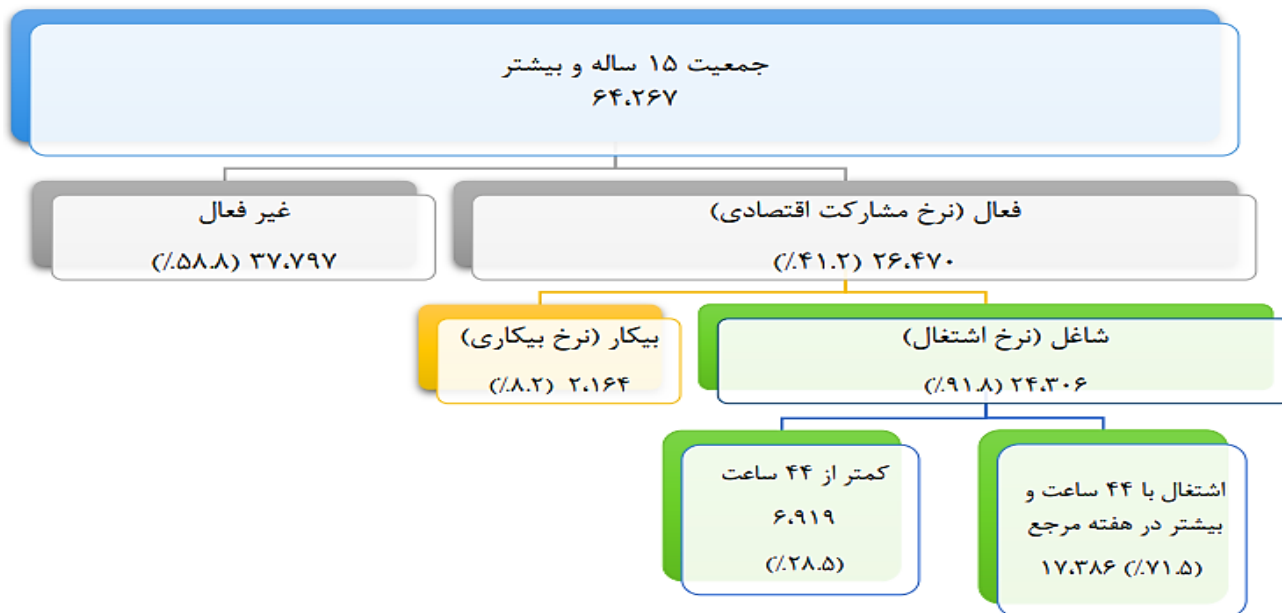 جمعیت ۱۵ ساله و بیشتر
۶۴،۲۶۷
فعال (نرخ مشارکت اقتصادی)
۲۶،۴۷۰ (٪۴۱.۲)
غیر فعال
۳۷،۷۹۷ (٪۵۸.۸)
شاغل (نرخ اشتغال)
۲۴،۳۰۶ (٪۹۱.۸)
بیکار (نرخ بیکاری)
۲،۱۶۴ (٪۸.۲)
اشتغال با ۴۴ ساعت و
بیشتر در هفته مرجع
۱۷،۳۸۶ (٪۷۱.۵)
کمتر از ۴۴ ساعت
۶،۹۱۹
(٪۲۸.۵)